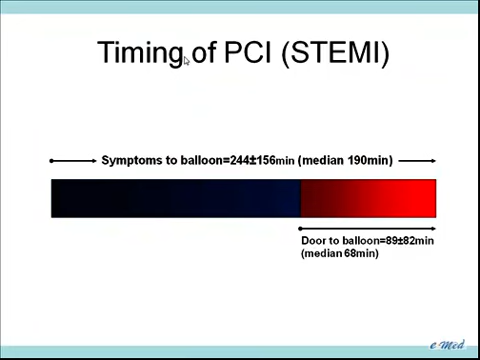 Timing of PCI (STEMI)
Symptoms to balloon=244±156min (median 190min)
Door to balloon=89±82min
(median 68min)
e Med